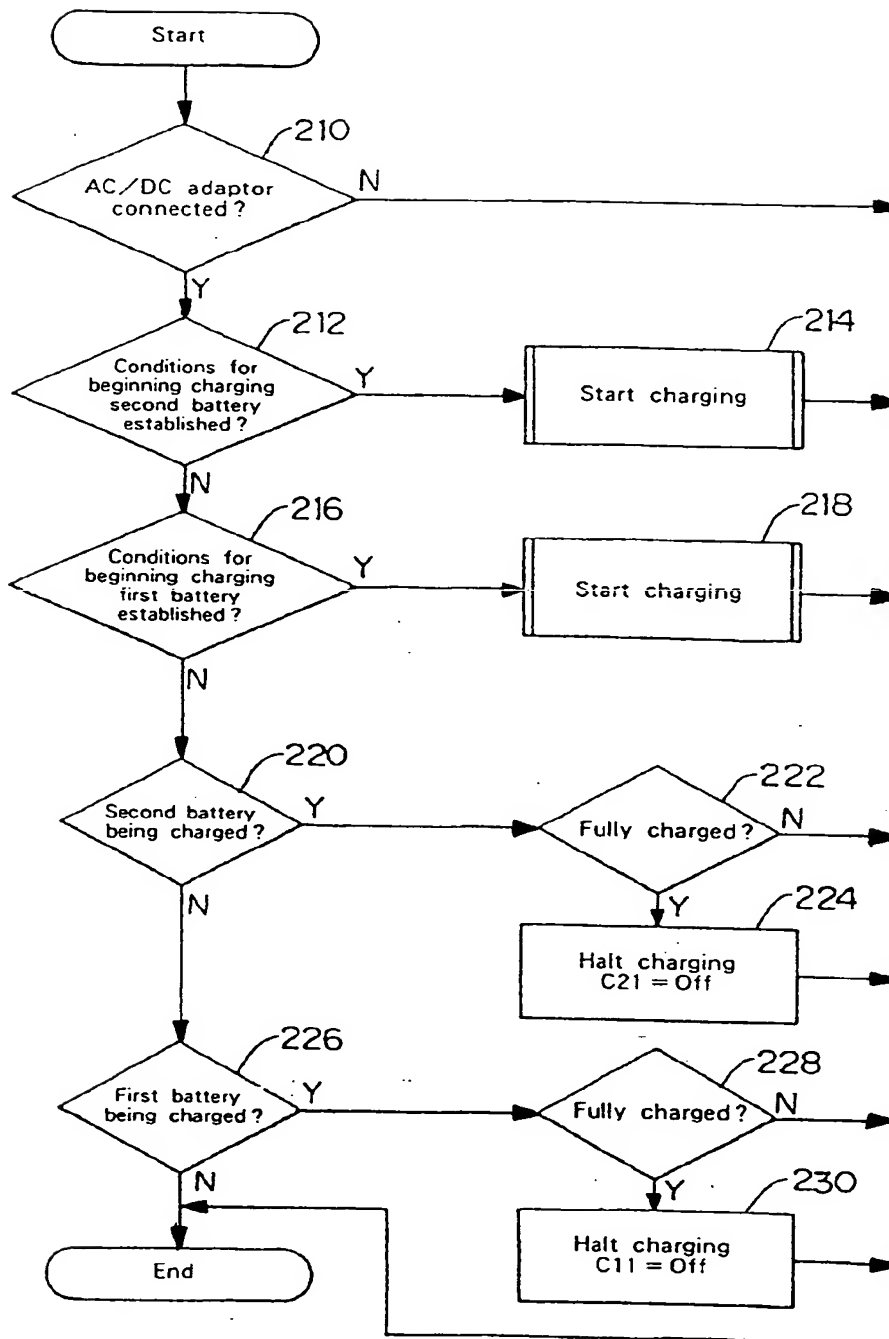 Start
210
AC/DC adaptor
connected?
N
Y
212
Conditions for
beginning charging
second battery
established?
Y
214
Start charging
N
216
Conditions for
beginning charging
first battery
established?
Y
218
Start charging
N
220
Second battery
being charged?
Y
222
Fully charged?
N
Y
224
Halt charging
C21 = Off
N
226
First battery
being charged?
Y
228
Fully charged?
N
Y
230
Halt charging
C11 = Off
N
End